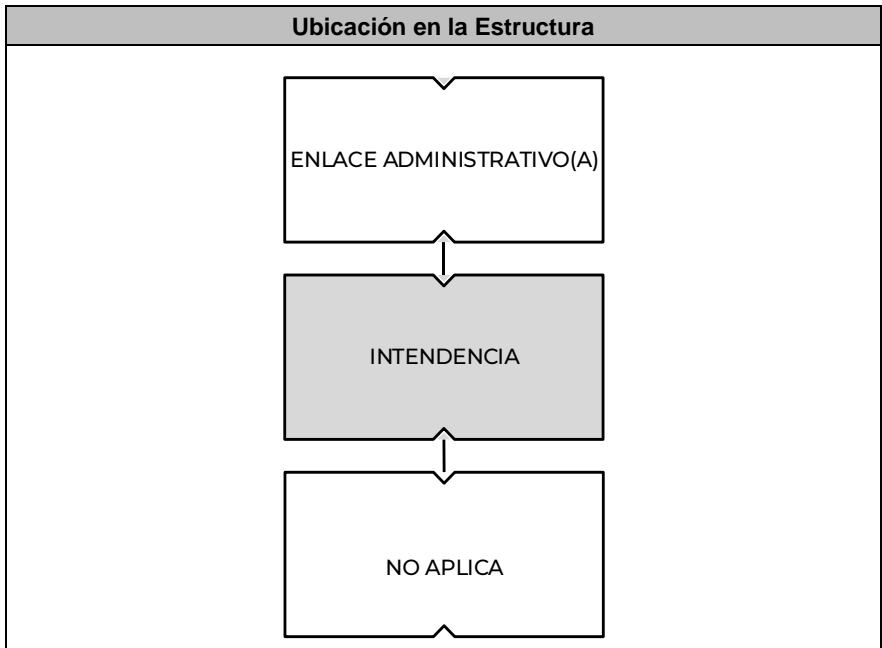 Ubicación en la Estructura
ENLACE ADMINISTRATIVO(A)
INTENDENCIA
NO APLICA